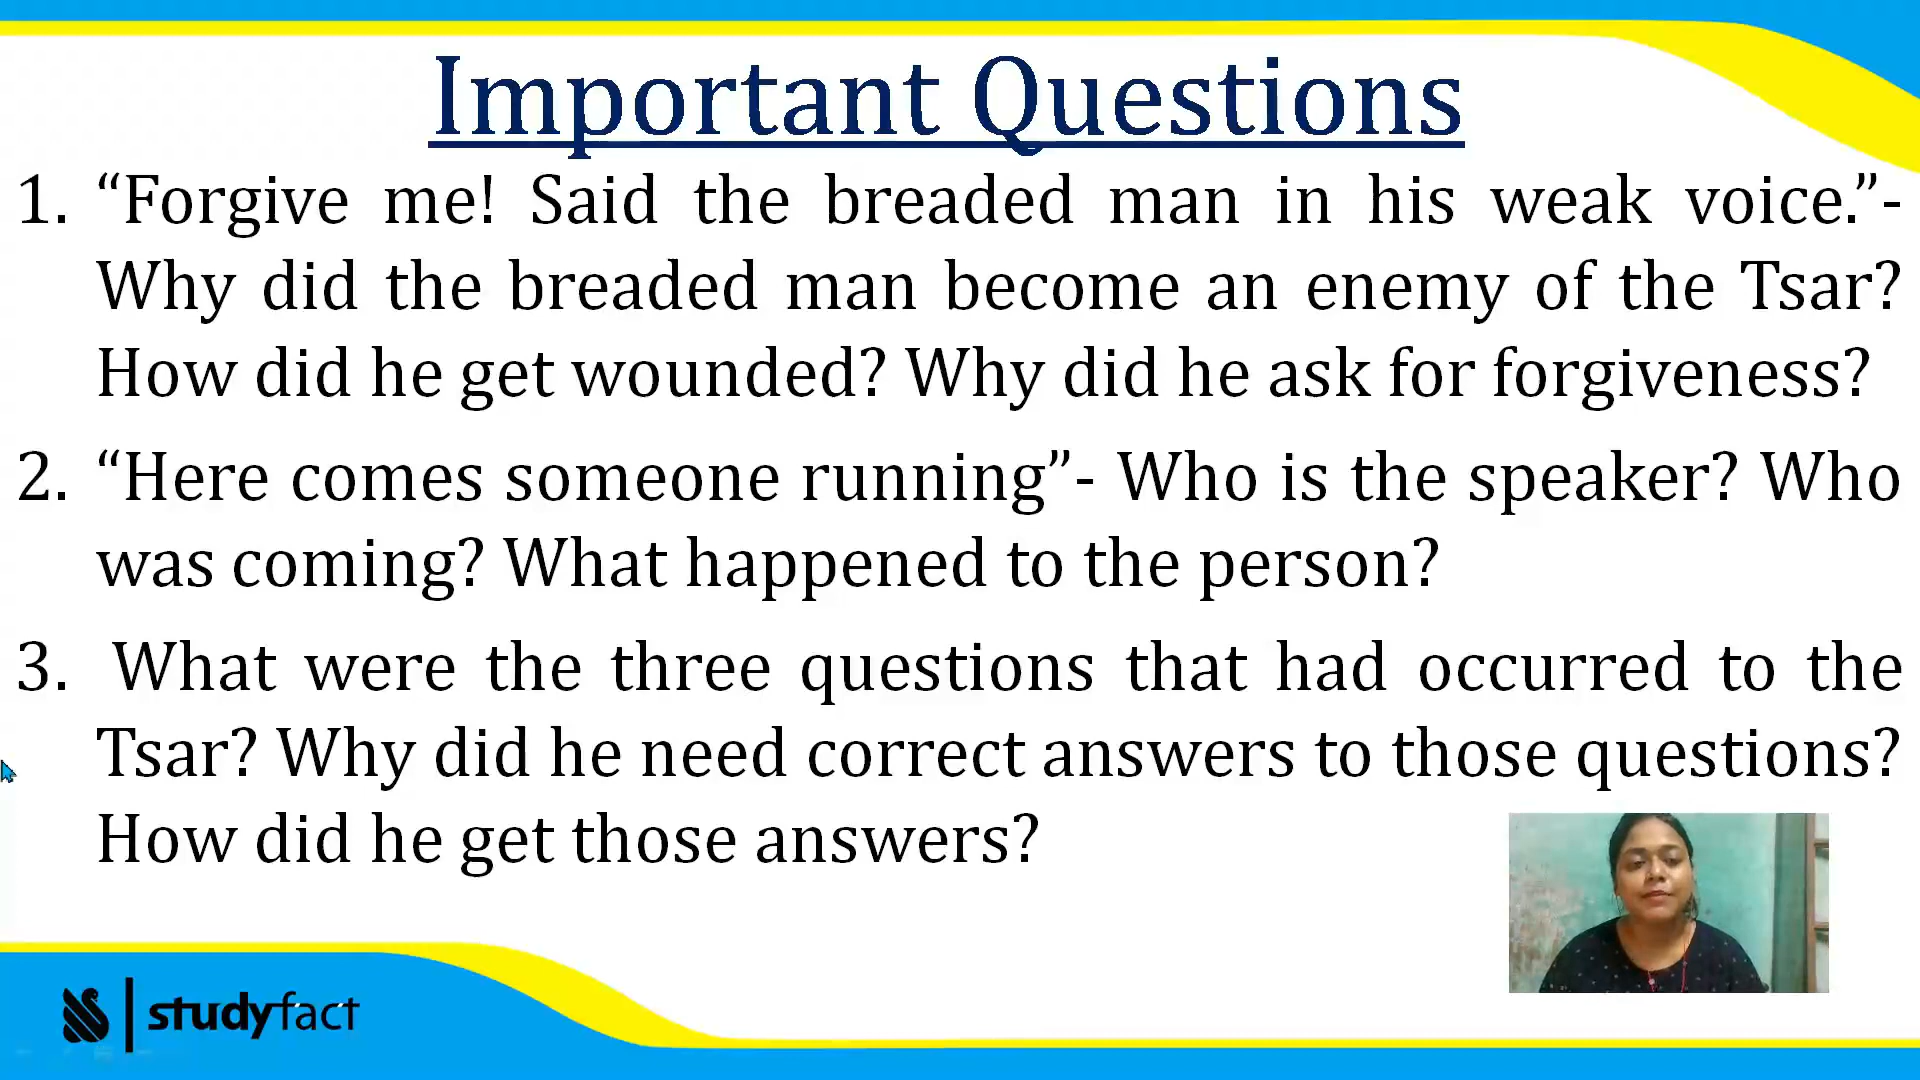 Important Questions
1. “Forgive me! Said the breaded man in his weak voice.”-
Why did the breaded man become an enemy of the Tsar?
How did he get wounded? Why did he ask for forgiveness?
2. “Here comes someone running”- Who is the speaker? Who
was coming? What happened to the person?
3. What were the three questions that had occurred to the
Tsar? Why did he need correct answers to those questions?
How did he get those answers?
studyfact